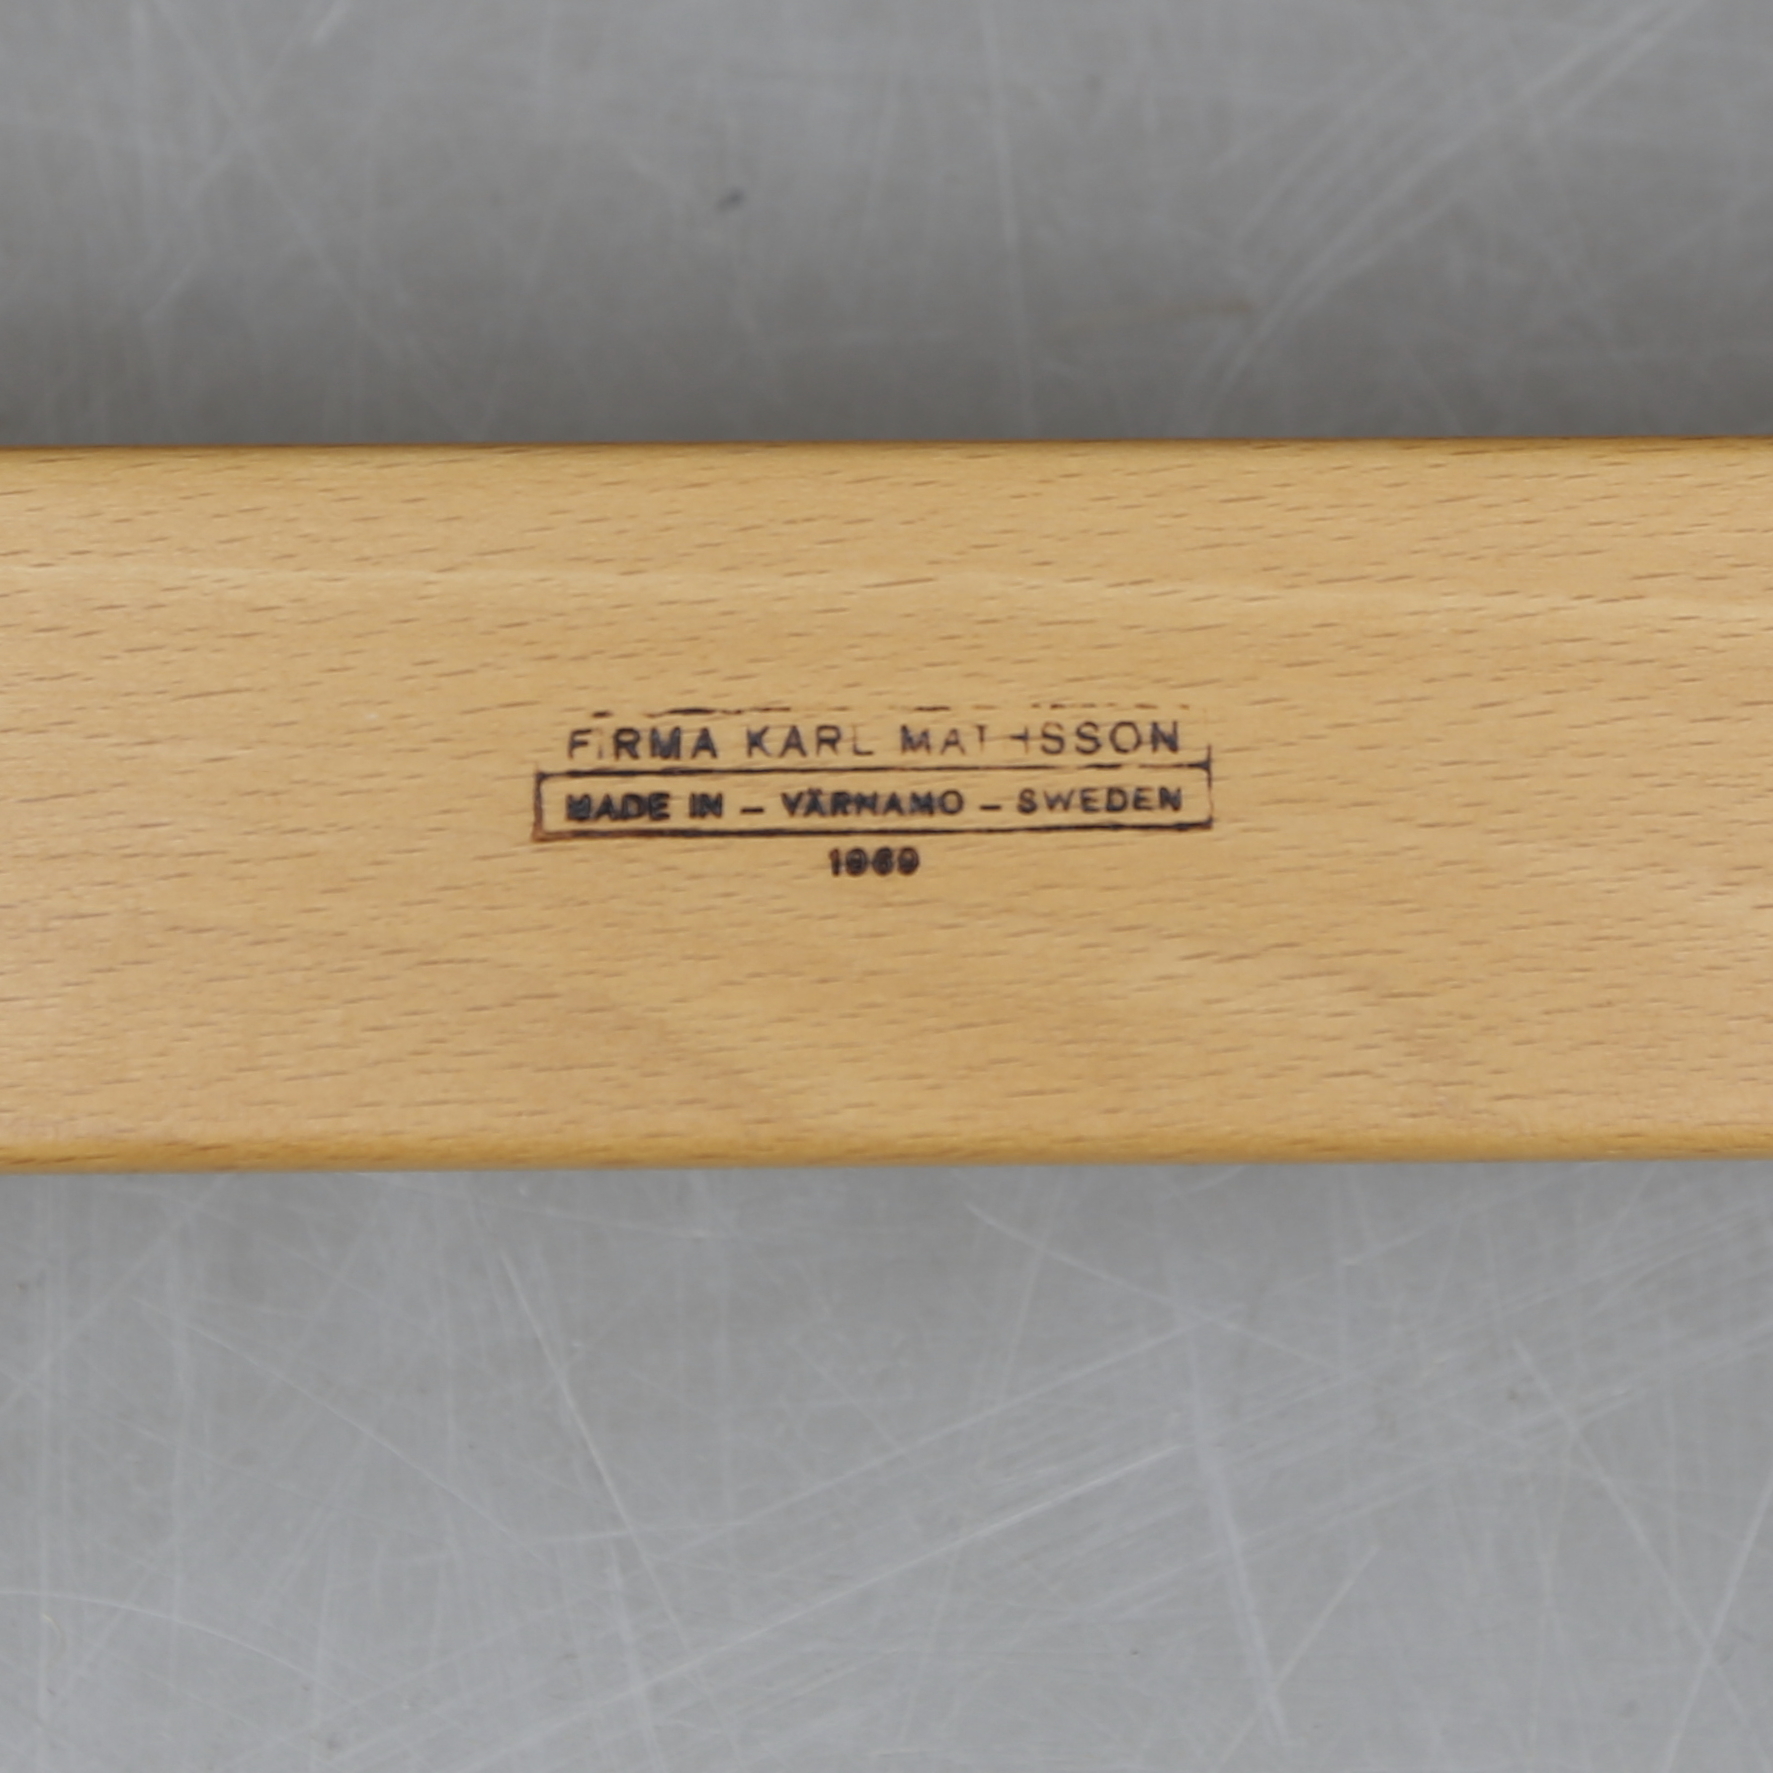 FIRMA KARL MATHSSON
MADE IN – VÄRNAMO – SWEDEN
1969